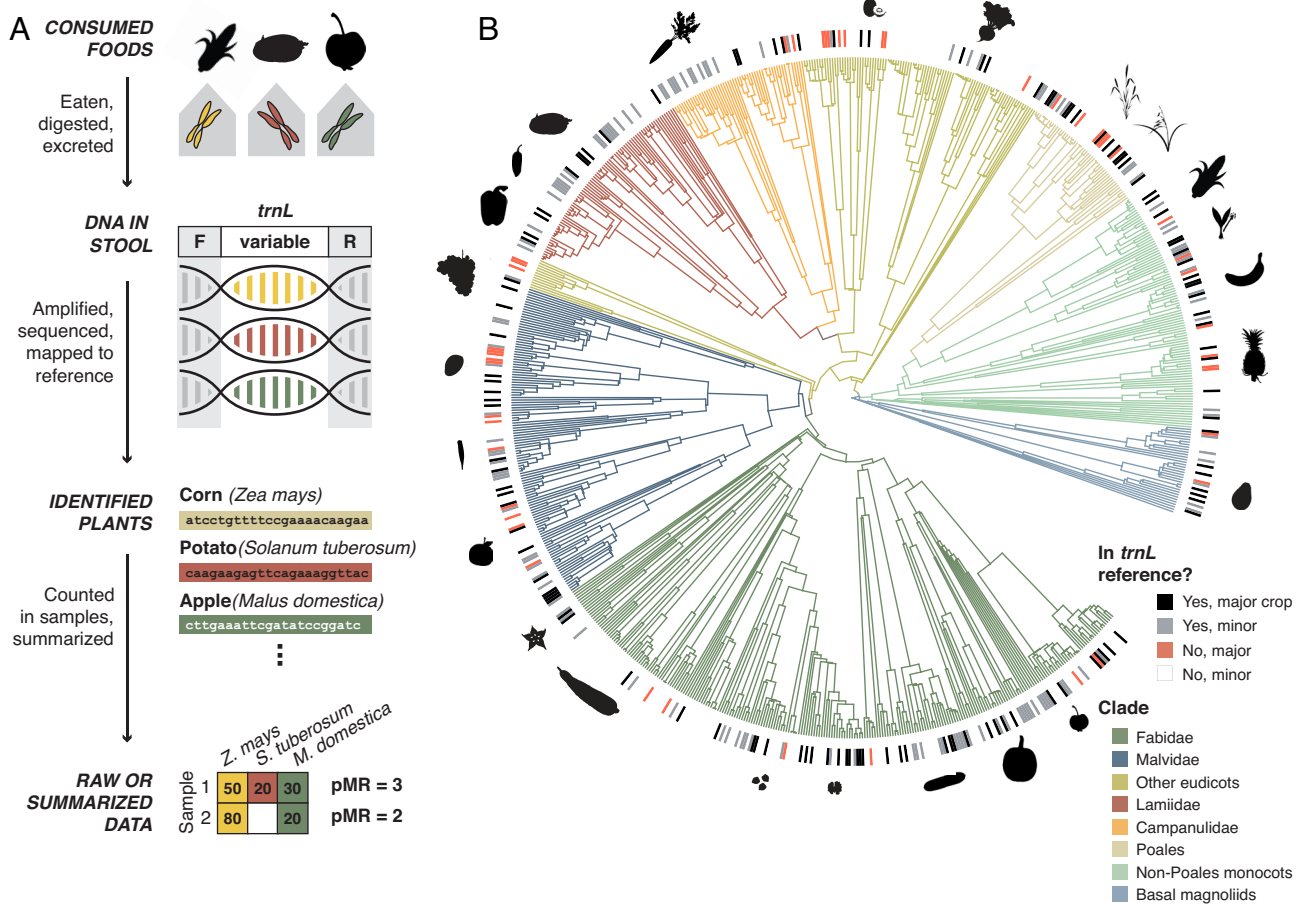 A
CONSUMED
FOODS
Eaten,
digested,
excreted
DNA IN
STOOL
trnL
F variable R
Amplified,
sequenced,
mapped to
reference
IDENTIFIED
PLANTS
Corn (Zea mays)
atcctgttttccgaaaacaagaa
Potato(Solanum tuberosum)
caagaagagttcagaaaggttac
Apple(Malus domestica)
cttgaaattcgatatccggatc
Counted
in samples,
summarized
RAW OR
SUMMARIZED
DATA
Z. mays
S. tuberosum
M. domestica
Sample
1 50 20 30 pMR = 3
2 80 20 pMR = 2
B
In trnL
reference?
Yes, major crop
Yes, minor
No, major
No, minor
Clade
Fabidae
Malvidae
Other eudicots
Lamiidae
Campanulidae
Poales
Non-Poales monocots
Basal magnoliids